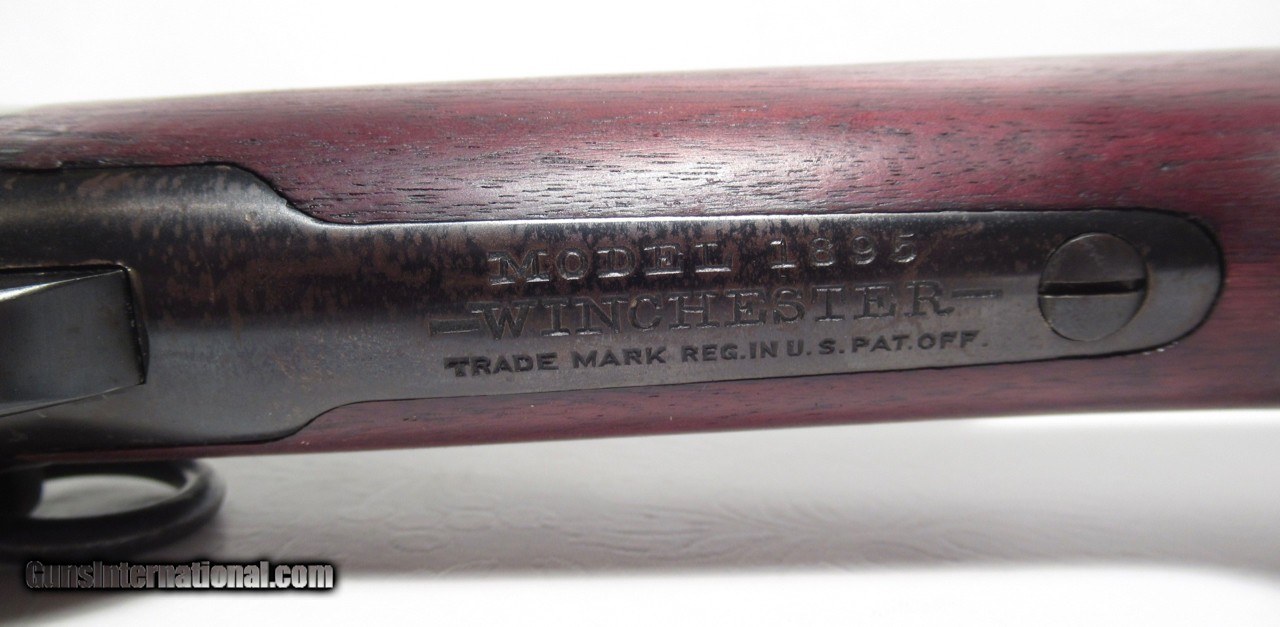 MODEL 1895
—WINCHESTER—
TRADE MARK REG. IN U.S. PAT. OFF.
GunsInternational.com